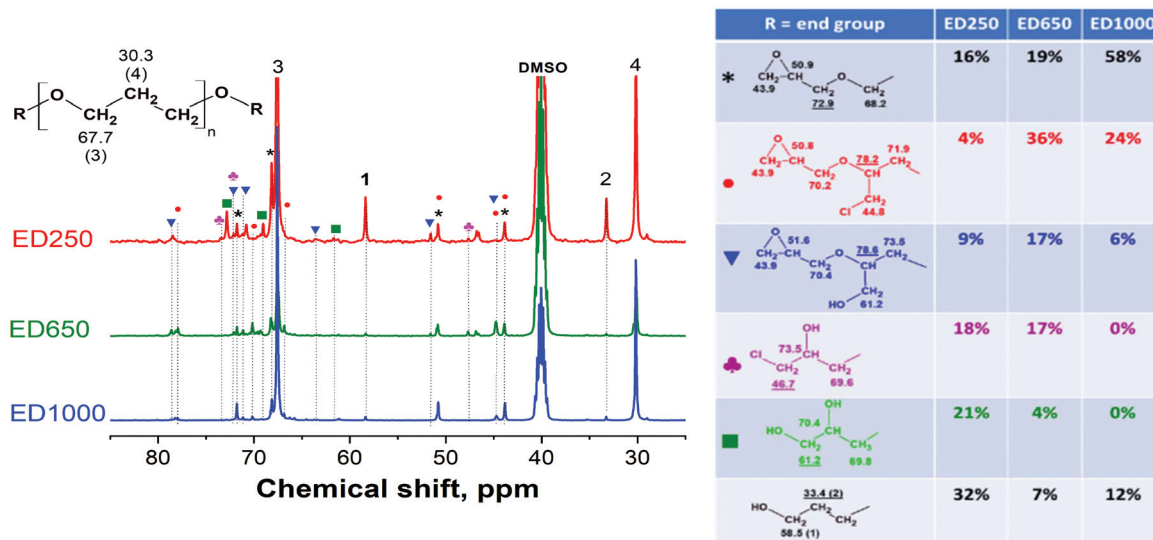 30.3
(4)
CH₂
R
O
CH₂
CH₂
O
R
n
67.7
(3)
3
DMSO
4
1
2
ED250
ED650
ED1000
80
70
60
50
40
30
Chemical shift, ppm
R = end group ED250 ED650 ED1000
* 16% 19% 58%
O
50.9
CH
H₂C
O
CH₂
CH₂
43.9
72.9
68.2
• 4% 36% 24%
O
50.8
78.2
71.9
CH
H₂C
O
CH₂
CH
CH₂
43.9
70.2
CH₂
Cl
44.8
▼ 9% 17% 6%
O
51.6
78.6
73.5
CH
H₂C
O
CH₂
CH
CH₂
43.9
70.4
CH₂
HO
61.2
♣ 18% 17% 0%
OH
73.5
CH
Cl
CH₂
CH₂
46.7
69.6
■ 21% 4% 0%
OH
70.4
CH
HO
CH₂
CH₃
61.2
69.8
32% 7% 12%
33.4 (2)
HO
CH₂
CH₂
CH₂
58.5 (1)